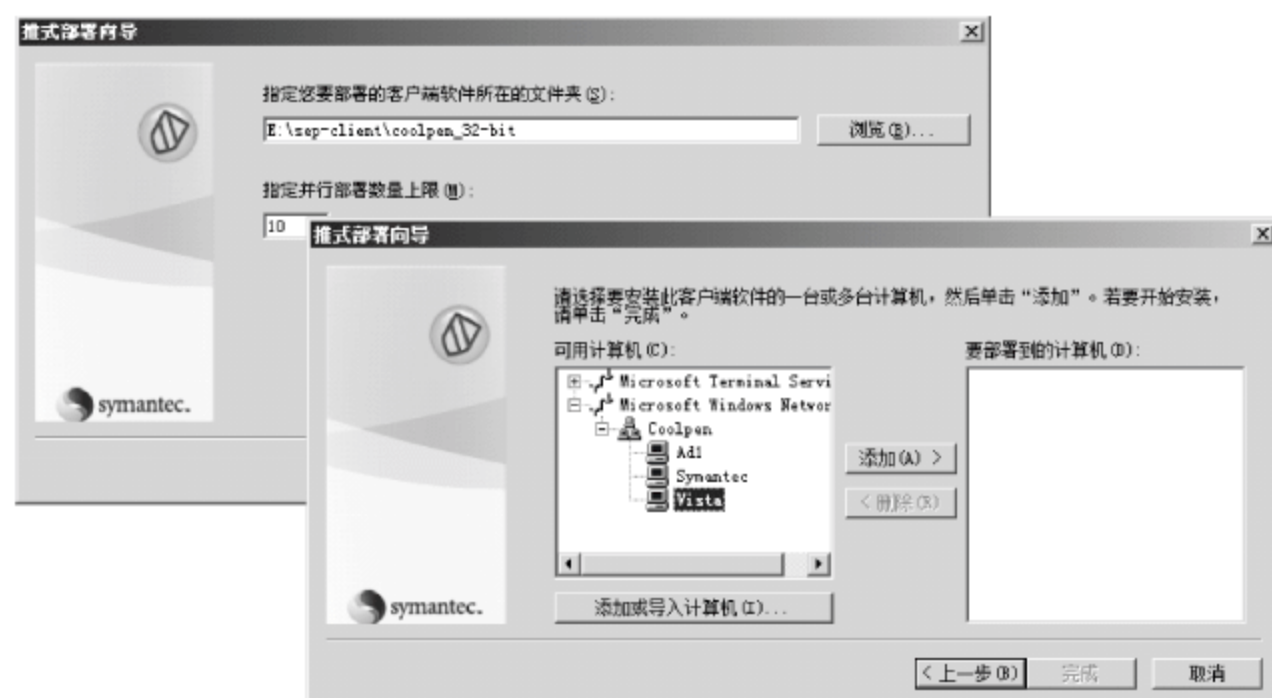 推式部署向导
指定您要部署的客户端软件所在的文件夹(S):
E:\sep-client\coolpen_32-bit
浏览(B)...
指定并行部署数量上限(M):
10
symantec.
推式部署向导
请选择要安装此客户端软件的一台或多台计算机，然后单击“添加”。若要开始安装，
请单击“完成”。
可用计算机(C):
要部署到的计算机(D):
Microsoft Terminal Servi
Microsoft Windows Networ
Coolpen
Ad1
Symantec
Vista
添加(A) >
< 删除(R)
添加或导入计算机(I)...
symantec.
< 上一步(B)
完成
取消